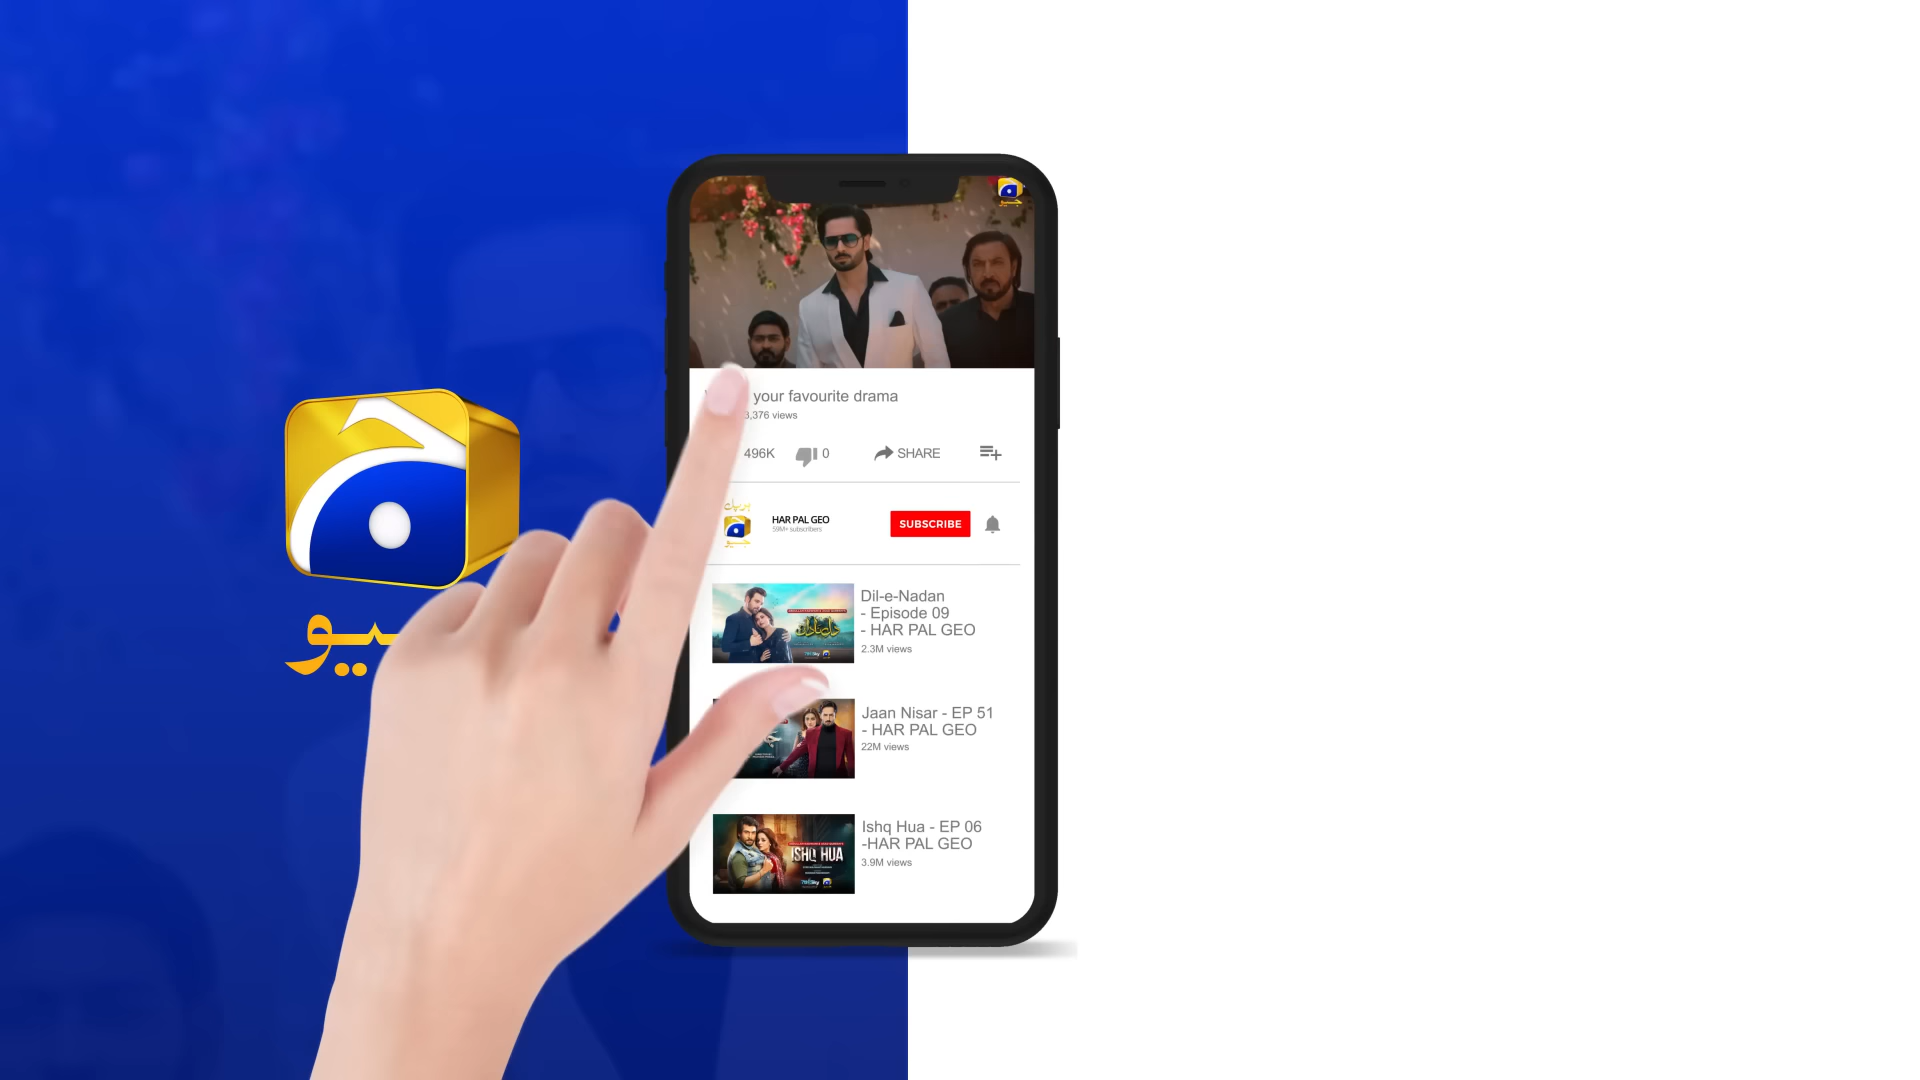 your favourite drama
3,376 views
496K
0
SHARE
HAR PAL GEO
59M+ subscribers
SUBSCRIBE
Dil-e-Nadan
- Episode 09
- HAR PAL GEO
2.3M views
Jaan Nisar - EP 51
- HAR PAL GEO
22M views
Ishq Hua - EP 06
-HAR PAL GEO
3.9M views
ISHQ HUA